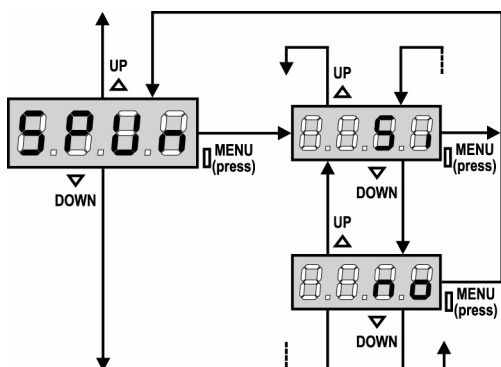 UP
SPUn
MENU
(press)
DOWN
UP
Si
MENU
(press)
DOWN
UP
no
MENU
(press)
DOWN